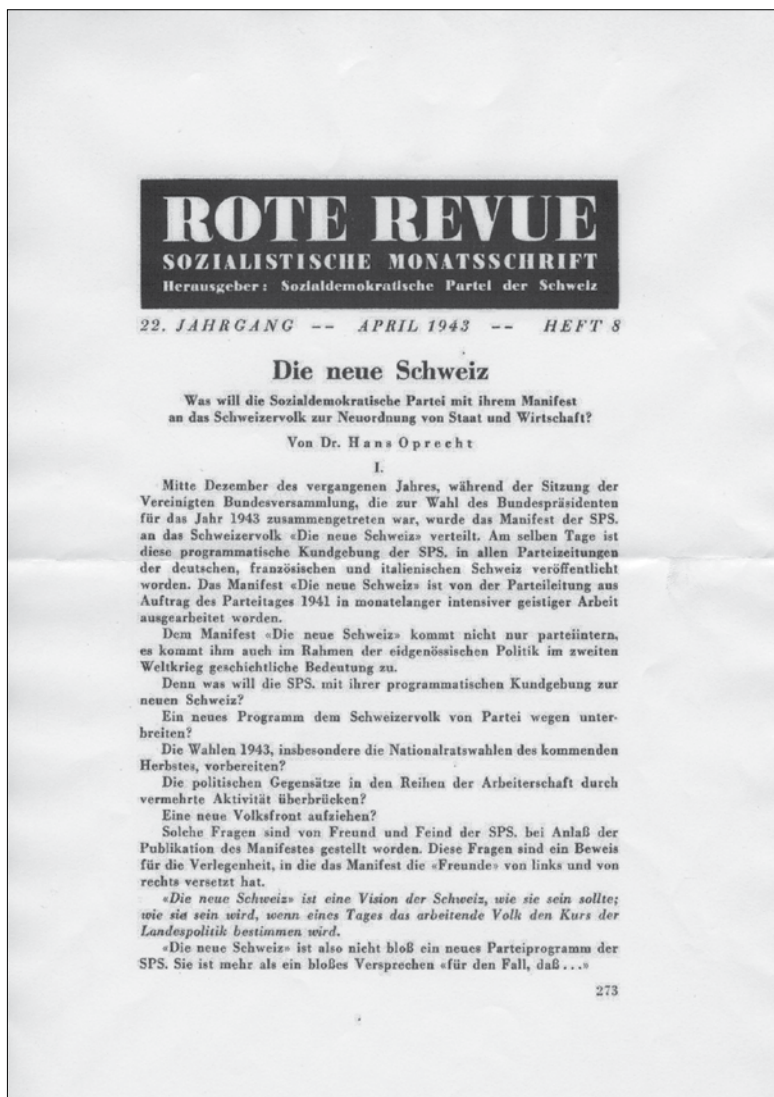 ROTE REVUE
SOZIALISTISCHE MONATSSCHRIFT
Herausgeber: Sozialdemokratische Partei der Schweiz
22. JAHRGANG -- APRIL 1943 -- HEFT 8
Die neue Schweiz
Was will die Sozialdemokratische Partei mit ihrem Manifest
an das Schweizervolk zur Neuordnung von Staat und Wirtschaft?
Von Dr. Hans Oprecht
I.
Mitte Dezember des vergangenen Jahres, während der Sitzung der
Vereinigten Bundesversammlung, die zur Wahl des Bundespräsidenten
für das Jahr 1943 zusammengetreten war, wurde das Manifest der SPS.
an das Schweizervolk «Die neue Schweiz» verteilt. Am selben Tage ist
diese programmatische Kundgebung der SPS. in allen Parteizeitungen
der deutschen, französischen und italienischen Schweiz veröffentlicht
worden. Das Manifest «Die neue Schweiz» ist von der Parteileitung aus
Auftrag des Parteitages 1941 in monatelanger intensiver geistiger Arbeit
ausgearbeitet worden.
Dem Manifest «Die neue Schweiz» kommt nicht nur parteiintern,
es kommt ihm auch im Rahmen der eidgenössischen Politik im zweiten
Weltkrieg geschichtliche Bedeutung zu.
Denn was will die SPS. mit ihrer programmatischen Kundgebung zur
neuen Schweiz?
Ein neues Programm dem Schweizervolk von Partei wegen unter-
breiten?
Die Wahlen 1943, insbesondere die Nationalratswahlen des kommenden
Herbstes, vorbereiten?
Die politischen Gegensätze in den Reihen der Arbeiterschaft durch
vermehrte Aktivität überbrücken?
Eine neue Volksfront aufziehen?
Solche Fragen sind von Freund und Feind der SPS. bei Anlaß der
Publikation des Manifestes gestellt worden. Diese Fragen sind ein Beweis
für die Verlegenheit, in die das Manifest die «Freunde» von links und von
rechts versetzt hat.
«Die neue Schweiz» ist eine Vision der Schweiz, wie sie sein sollte;
wie sie sein wird, wenn eines Tages das arbeitende Volk den Kurs der
Landespolitik bestimmen wird.
«Die neue Schweiz» ist also nicht bloß ein neues Parteiprogramm der
SPS. Sie ist mehr als ein bloßes Versprechen «für den Fall, daß...»
273